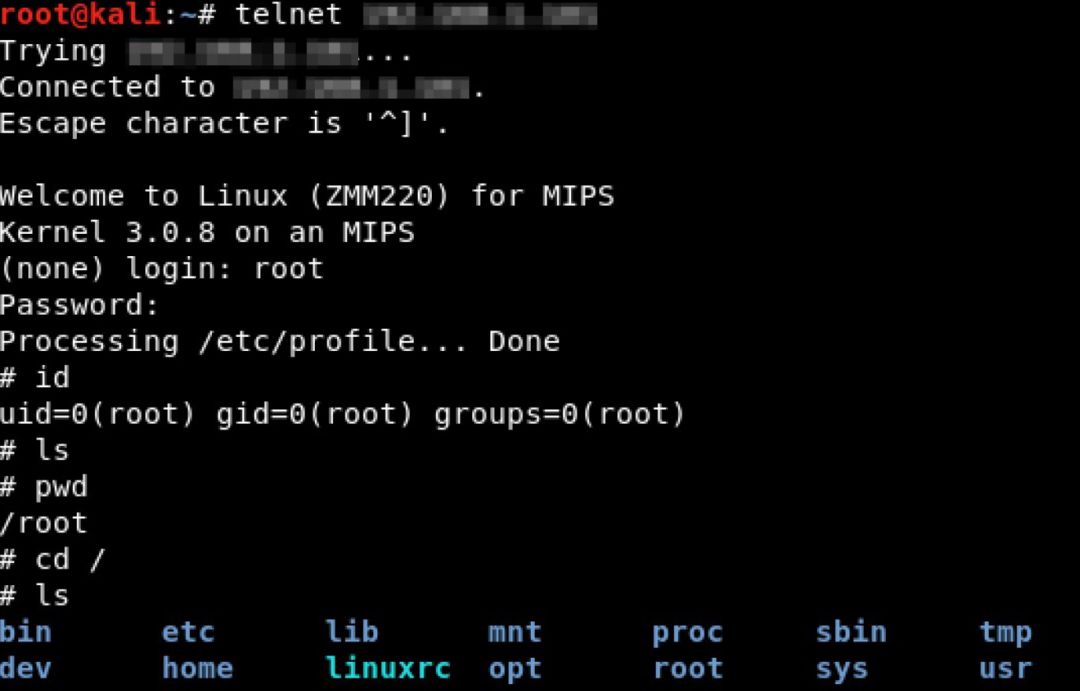 root@kali:~# telnet
Trying ...
Connected to .
Escape character is '^]'.
Welcome to Linux (ZMM220) for MIPS
Kernel 3.0.8 on an MIPS
(none) login: root
Password:
Processing /etc/profile... Done
# id
uid=0(root) gid=0(root) groups=0(root)
# ls
# pwd
/root
# cd /
# ls
bin etc lib mnt proc sbin tmp
dev home linuxrc opt root sys usr